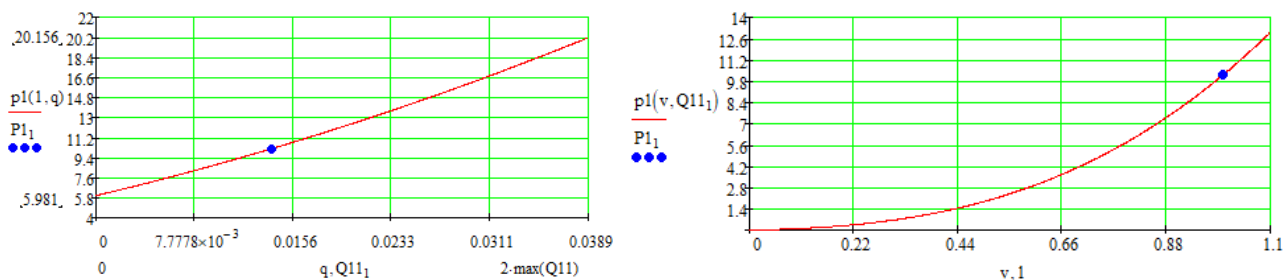 22
20.156 20.2
18.4
16.6
p1(1,q) 14.8
13
P1₁ 11.2
9.4
7.6
5.981 5.8
4
0 7.7778×10⁻³ 0.0156 0.0233 0.0311 0.0389
0 q,Q11₁ 2·max(Q11)
14
12.6
11.2
9.8
p1(v,Q11₁) 8.4
7
P1₁ 5.6
4.2
2.8
1.4
0 0.22 0.44 0.66 0.88 1.1
v,1